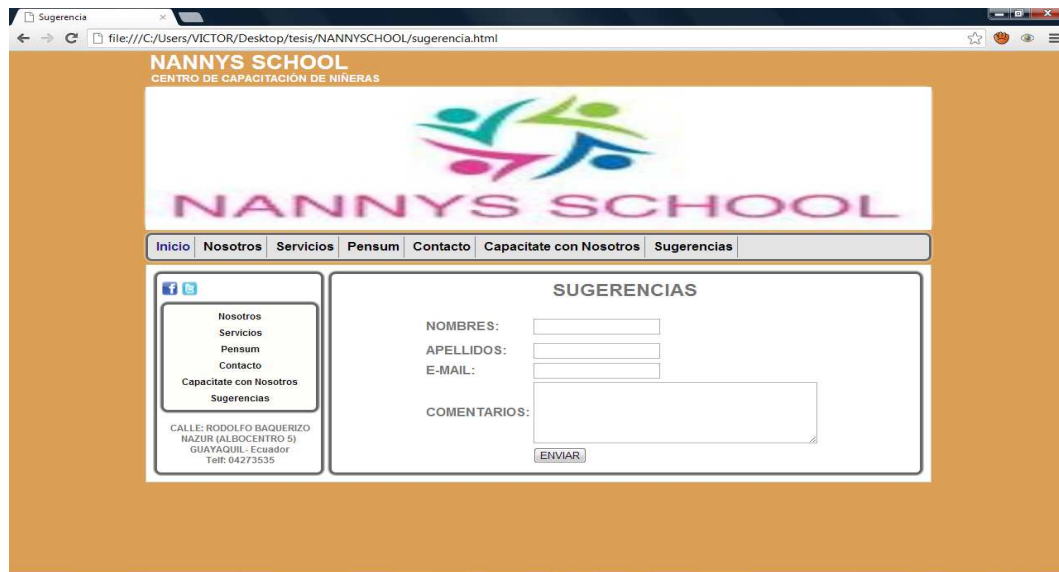 Sugerencia
file:///C:/Users/VICTOR/Desktop/tesis/NANNYSCHOOL/sugerencia.html
NANNYS SCHOOL
CENTRO DE CAPACITACIÓN DE NIÑERAS
NANNYS SCHOOL
Inicio Nosotros Servicios Pensum Contacto Capacitate con Nosotros Sugerencias
Nosotros
Servicios
Pensum
Contacto
Capacitate con Nosotros
Sugerencias
CALLE: RODOLFO BAQUERIZO
NAZUR (ALBOCENTRO 5)
GUAYAQUIL- Ecuador
Telf: 04273535
SUGERENCIAS
NOMBRES:
APELLIDOS:
E-MAIL:
COMENTARIOS:
ENVIAR